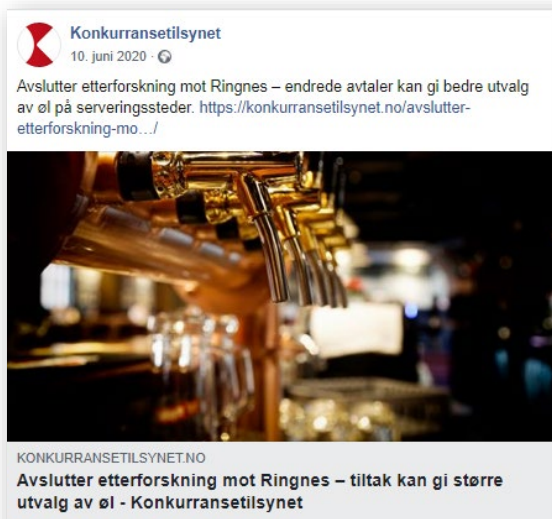 Konkurransetilsynet
10. juni 2020 ·
Avslutter etterforskning mot Ringnes – endrede avtaler kan gi bedre utvalg
av øl på serveringssteder. https://konkurransetilsynet.no/avslutter-
etterforskning-mo…/
KONKURRANSETILSYNET.NO
Avslutter etterforskning mot Ringnes – tiltak kan gi større
utvalg av øl - Konkurransetilsynet